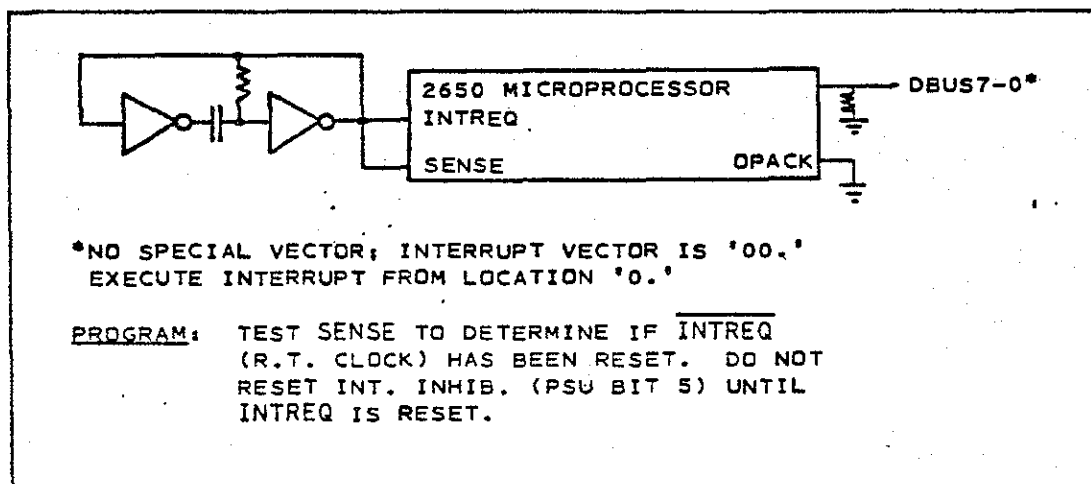 2650 MICROPROCESSOR
DBUS7-0*
INTREQ
SENSE
OPACK
*NO SPECIAL VECTOR; INTERRUPT VECTOR IS '00.'
EXECUTE INTERRUPT FROM LOCATION '0.'
PROGRAM: TEST SENSE TO DETERMINE IF INTREQ
(R.T. CLOCK) HAS BEEN RESET. DO NOT
RESET INT. INHIB. (PSU BIT 5) UNTIL
INTREQ IS RESET.